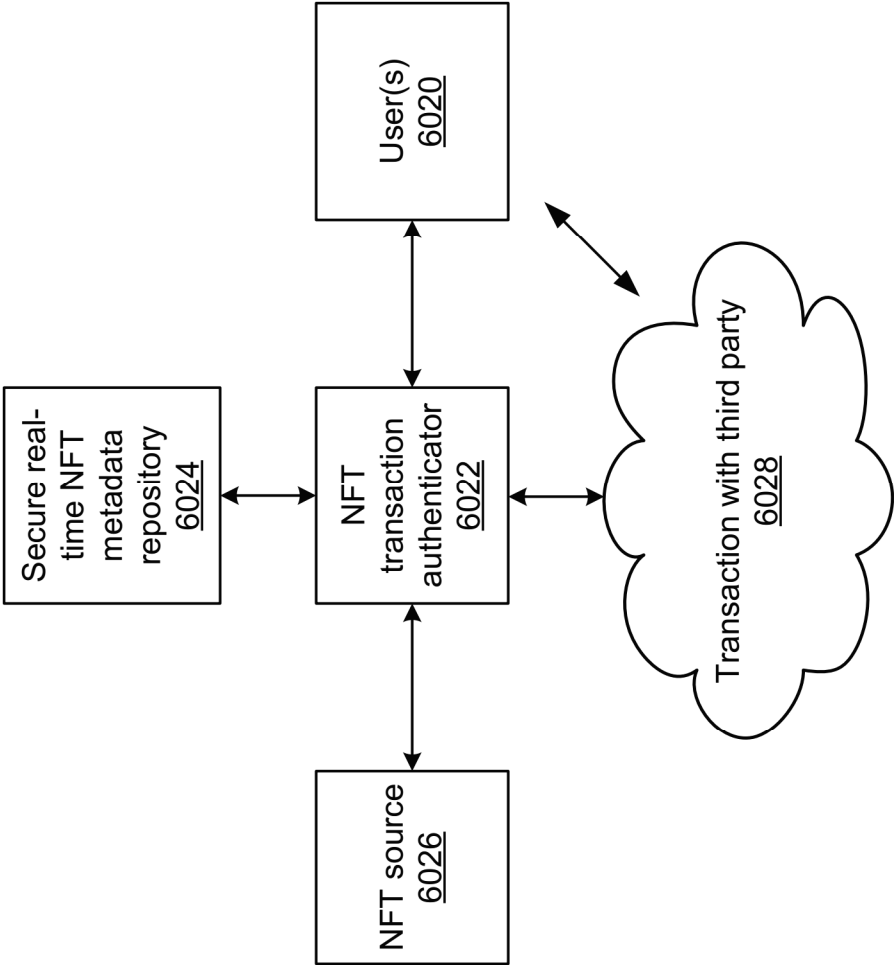 User(s)
6020
Secure real-
time NFT
metadata
repository
6024
NFT
transaction
authenticator
6022
Transaction with third party
6028
NFT source
6026